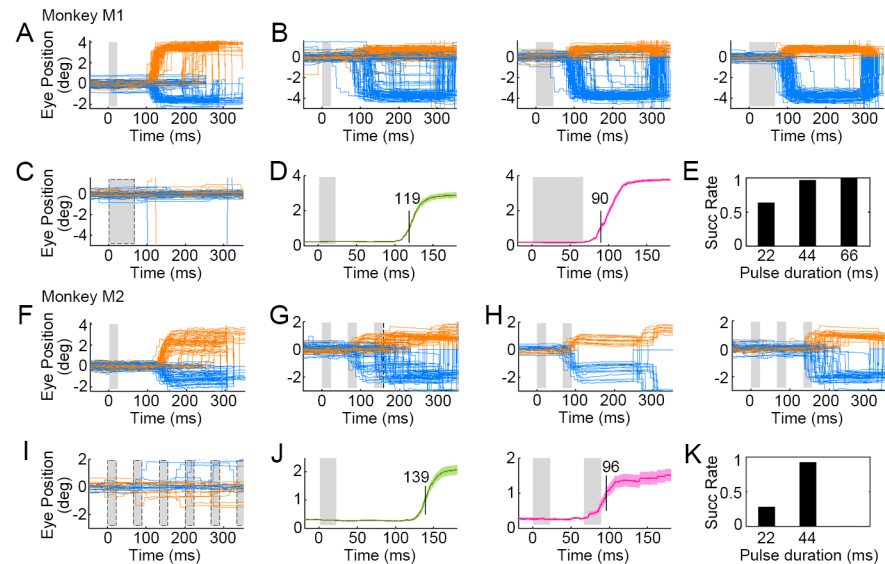 Monkey M1
A
B
Eye Position
(deg)
4
2
0
-2
0 100 200 300
Time (ms)
0
-2
-4
0 100 200 300
Time (ms)
0
-2
-4
0 100 200 300
Time (ms)
0
-2
-4
0 100 200 300
Time (ms)
C
D
E
Eye Position
(deg)
0
-2
-4
0 100 200 300
Time (ms)
4
2
0
119
0 50 100 150
Time (ms)
4
2
0
90
0 50 100 150
Time (ms)
Succ Rate
1
0.5
0
22 44 66
Pulse duration (ms)
Monkey M2
F
G
H
Eye Position
(deg)
4
2
0
-2
0 100 200 300
Time (ms)
2
0
-2
0 100 200 300
Time (ms)
2
0
-2
0 100 200 300
Time (ms)
2
0
-2
0 100 200 300
Time (ms)
I
J
K
Eye Position
(deg)
2
0
-2
0 100 200 300
Time (ms)
2
1
0
139
0 50 100 150
Time (ms)
2
1
0
96
0 50 100 150
Time (ms)
Succ Rate
1
0.5
0
22 44
Pulse duration (ms)